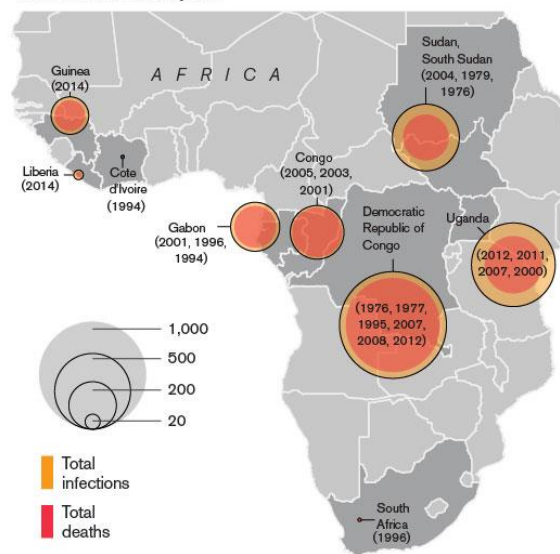 AFRICA
Guinea
(2014)
Sudan,
South Sudan
(2004, 1979,
1976)
Liberia
(2014)
Cote
d'Ivoire
(1994)
Congo
(2005, 2003,
2001)
Gabon
(2001, 1996,
1994)
Democratic
Republic of
Congo
(1976, 1977,
1995, 2007,
2008, 2012)
Uganda
(2012, 2011,
2007, 2000)
1,000
500
200
20
Total
infections
Total
deaths
South
Africa
(1996)